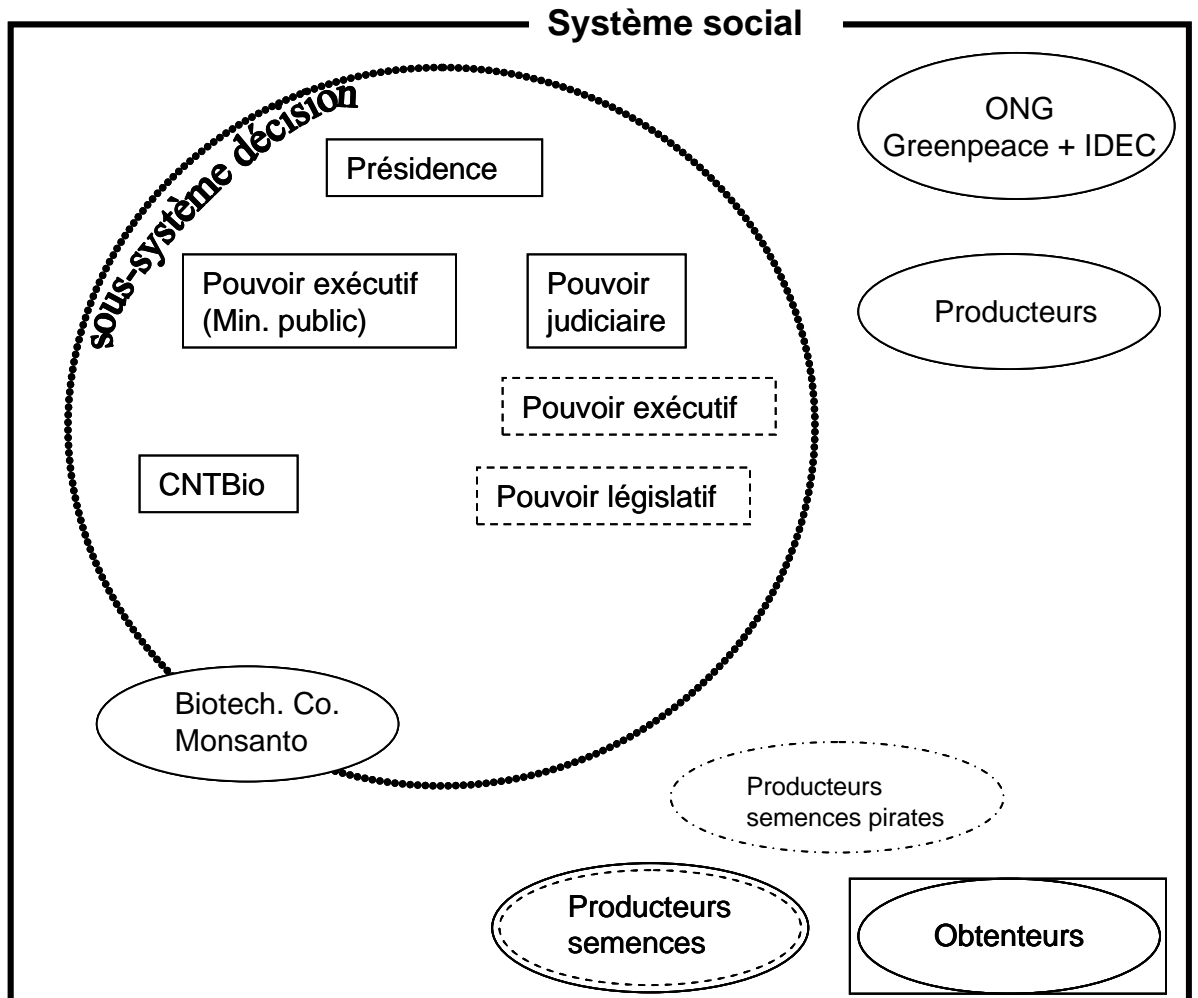 Système social
sous-système décision
ONG
Greenpeace + IDEC
Présidence
Pouvoir exécutif
(Min. public)
Pouvoir
judiciaire
Producteurs
Pouvoir exécutif
CNTBio
Pouvoir législatif
Biotech. Co.
Monsanto
Producteurs
semences pirates
Producteurs
semences
Obtenteurs